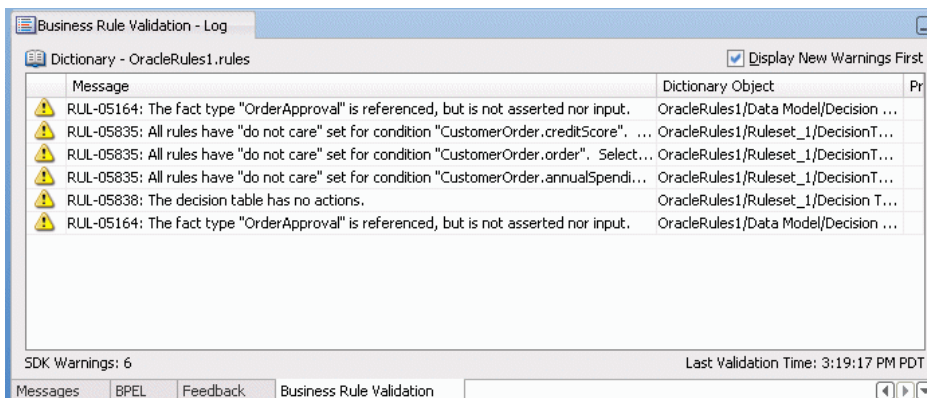 Business Rule Validation - Log
Dictionary - OracleRules1.rules Display New Warnings First
Message Dictionary Object Pr
RUL-05164: The fact type "OrderApproval" is referenced, but is not asserted nor input. OracleRules1/Data Model/Decision ...
RUL-05835: All rules have "do not care" set for condition "CustomerOrder.creditScore". ... OracleRules1/Ruleset_1/DecisionT...
RUL-05835: All rules have "do not care" set for condition "CustomerOrder.order". Select... OracleRules1/Ruleset_1/DecisionT...
RUL-05835: All rules have "do not care" set for condition "CustomerOrder.annualSpendi... OracleRules1/Ruleset_1/DecisionT...
RUL-05838: The decision table has no actions. OracleRules1/Ruleset_1/Decision T...
RUL-05164: The fact type "OrderApproval" is referenced, but is not asserted nor input. OracleRules1/Data Model/Decision ...
SDK Warnings: 6 Last Validation Time: 3:19:17 PM PDT
Messages BPEL Feedback Business Rule Validation